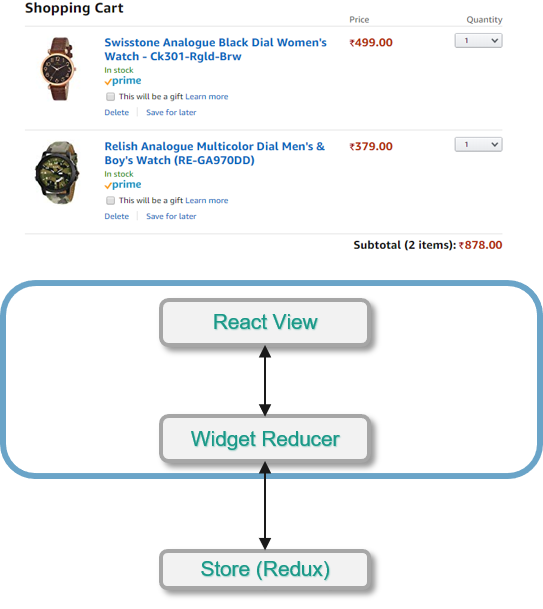 Shopping Cart
Price Quantity
Swisstone Analogue Black Dial Women's ₹499.00 1
Watch - Ck301-Rgld-Brw
In stock
prime
This will be a gift Learn more
Delete Save for later
Relish Analogue Multicolor Dial Men's & ₹379.00 1
Boy's Watch (RE-GA970DD)
In stock
prime
This will be a gift Learn more
Delete Save for later
Subtotal (2 items): ₹878.00
React View
Widget Reducer
Store (Redux)